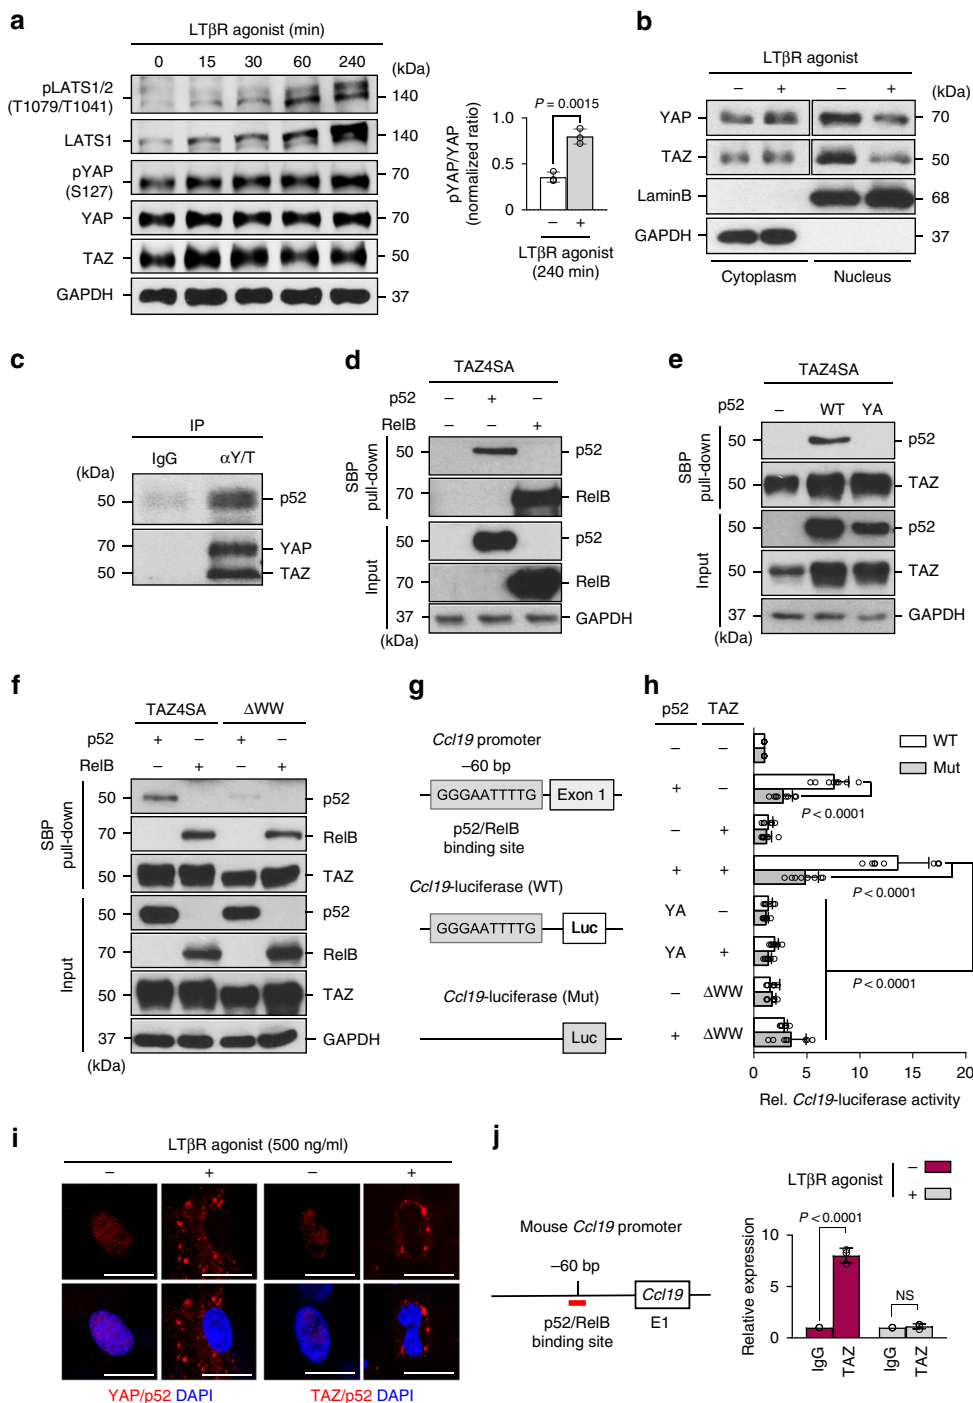 a
LTβR agonist (min)
0 15 30 60 240
(kDa)
pLATS1/2
(T1079/T1041)
140
LATS1
140
pYAP
(S127)
70
YAP
70
TAZ
50
GAPDH
37
P = 0.0015
pYAP/YAP
(normalized ratio)
1.0
0.5
0
– +
LTβR agonist
(240 min)
b
LTβR agonist
– + – +
(kDa)
YAP
70
TAZ
50
LaminB
68
GAPDH
37
Cytoplasm Nucleus
c
IP
IgG αY/T
(kDa)
50 p52
70 YAP
50 TAZ
d
TAZ4SA
p52 – + –
RelB – – +
SBP
pull-down
50 p52
70 RelB
Input
50 p52
70 RelB
37 GAPDH
(kDa)
e
TAZ4SA
p52 – WT YA
SBP
pull-down
50 p52
50 TAZ
Input
50 p52
50 TAZ
37 GAPDH
(kDa)
f
TAZ4SA ΔWW
p52 + – + –
RelB – + – +
SBP
pull-down
50 p52
70 RelB
50 TAZ
Input
50 p52
70 RelB
50 TAZ
37 GAPDH
(kDa)
g
Ccl19 promoter
–60 bp
GGGAATTTTG Exon 1
p52/RelB
binding site
Ccl19-luciferase (WT)
GGGAATTTTG Luc
Ccl19-luciferase (Mut)
Luc
h
p52 TAZ
– –
+ –
– +
+ +
YA –
YA +
– ΔWW
+ ΔWW
WT
Mut
P < 0.0001
P < 0.0001
P < 0.0001
0 5 10 15 20
Rel. Ccl19-luciferase activity
i
LTβR agonist (500 ng/ml)
– + – +
YAP/p52 DAPI
TAZ/p52 DAPI
j
Mouse Ccl19 promoter
–60 bp
Ccl19
p52/RelB
binding site
E1
LTβR agonist
–
+
P < 0.0001
NS
Relative expression
10
5
0
IgG TAZ IgG TAZ